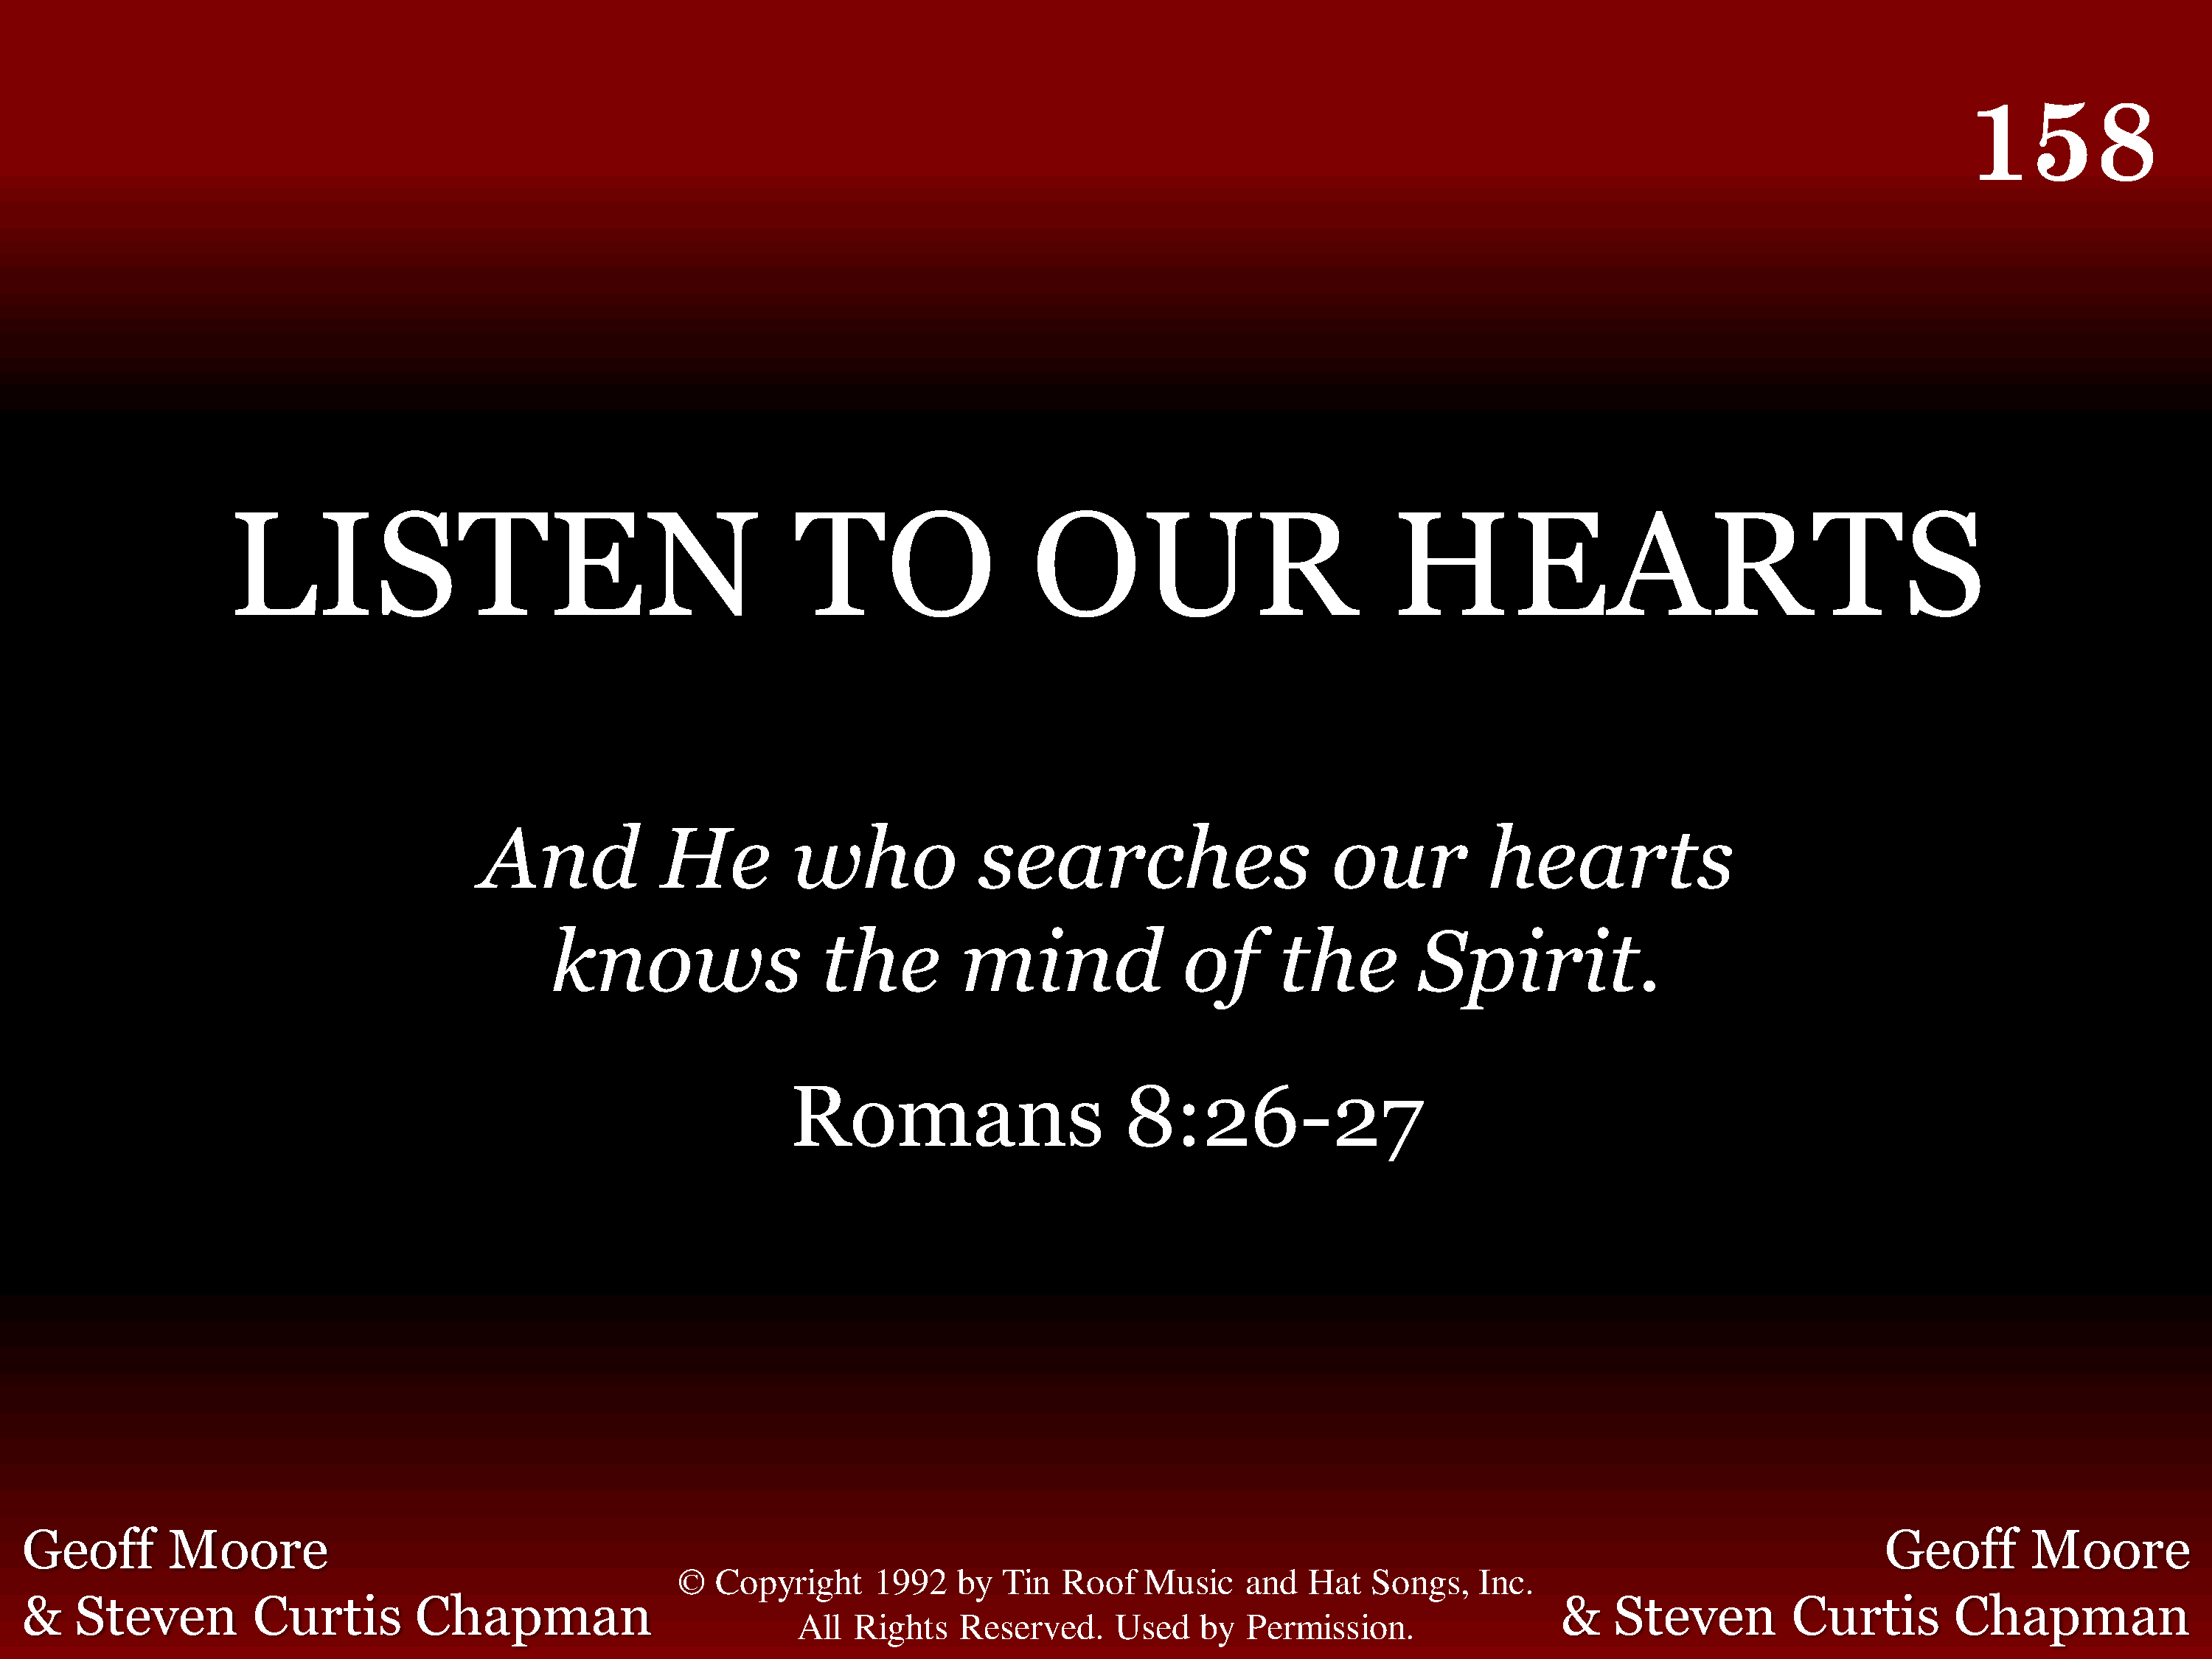 158
LISTEN TO OUR HEARTS
And He who searches our hearts
knows the mind of the Spirit.
Romans 8:26-27
Geoff Moore
& Steven Curtis Chapman
© Copyright 1992 by Tin Roof Music and Hat Songs, Inc.
All Rights Reserved. Used by Permission.
Geoff Moore
& Steven Curtis Chapman